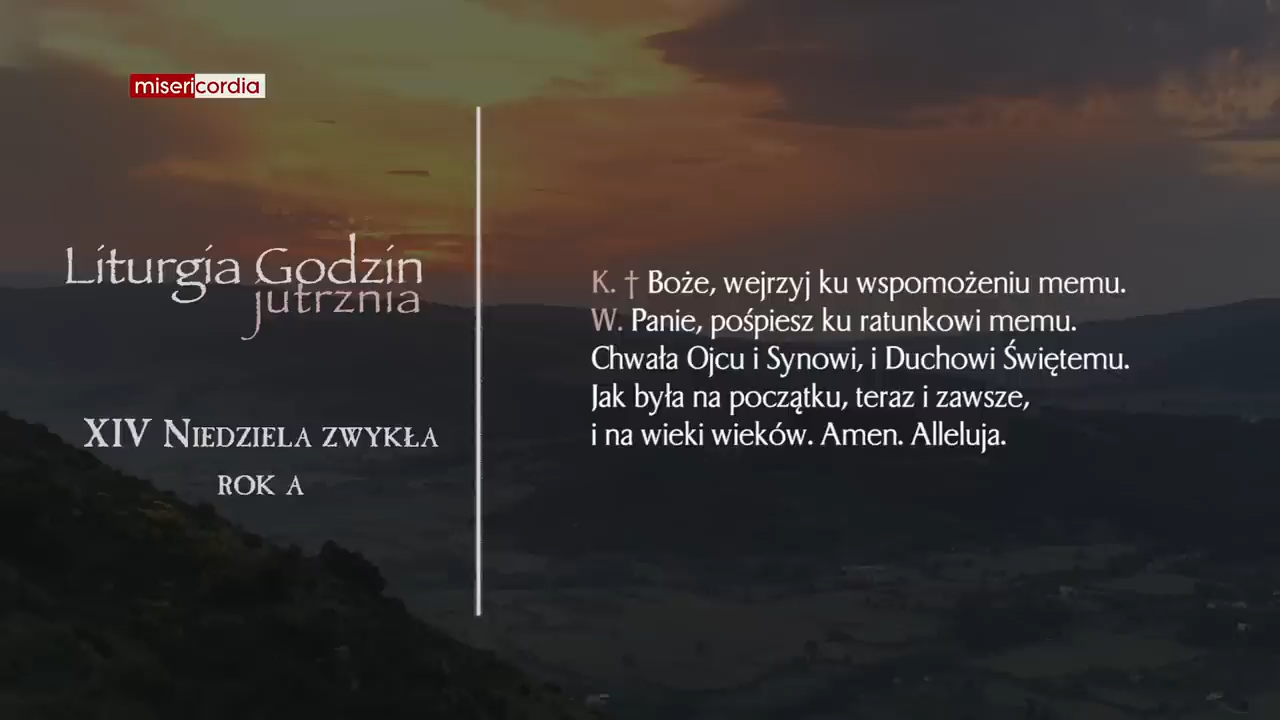 misericordia
Liturgia Godzin
jutrznia
XIV Niedziela zwykła
rok A
K. † Boże, wejrzyj ku wspomożeniu memu.
W. Panie, pośpiesz ku ratunkowi memu.
Chwała Ojcu i Synowi, i Duchowi Świętemu.
Jak była na początku, teraz i zawsze,
i na wieki wieków. Amen. Alleluja.